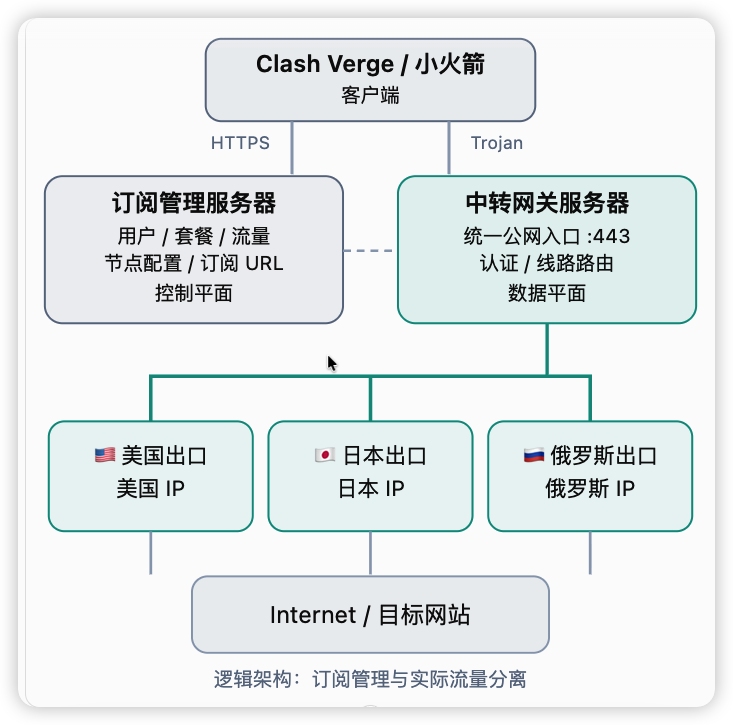 Clash Verge / 小火箭
客户端
HTTPS
Trojan
订阅管理服务器
用户 / 套餐 / 流量
节点配置 / 订阅 URL
控制平面
中转网关服务器
统一公网入口 :443
认证 / 线路路由
数据平面
🇺🇸 美国出口
美国 IP
🇯🇵 日本出口
日本 IP
🇷🇺 俄罗斯出口
俄罗斯 IP
Internet / 目标网站
逻辑架构：订阅管理与实际流量分离